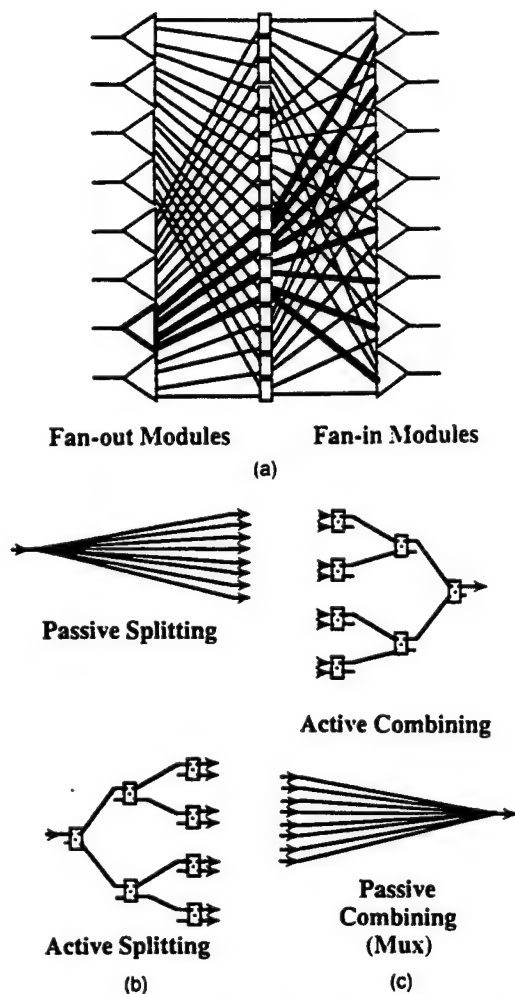 Fan-out Modules
Fan-in Modules
(a)
Passive Splitting
Active Combining
Active Splitting
(b)
Passive
Combining
(Mux)
(c)